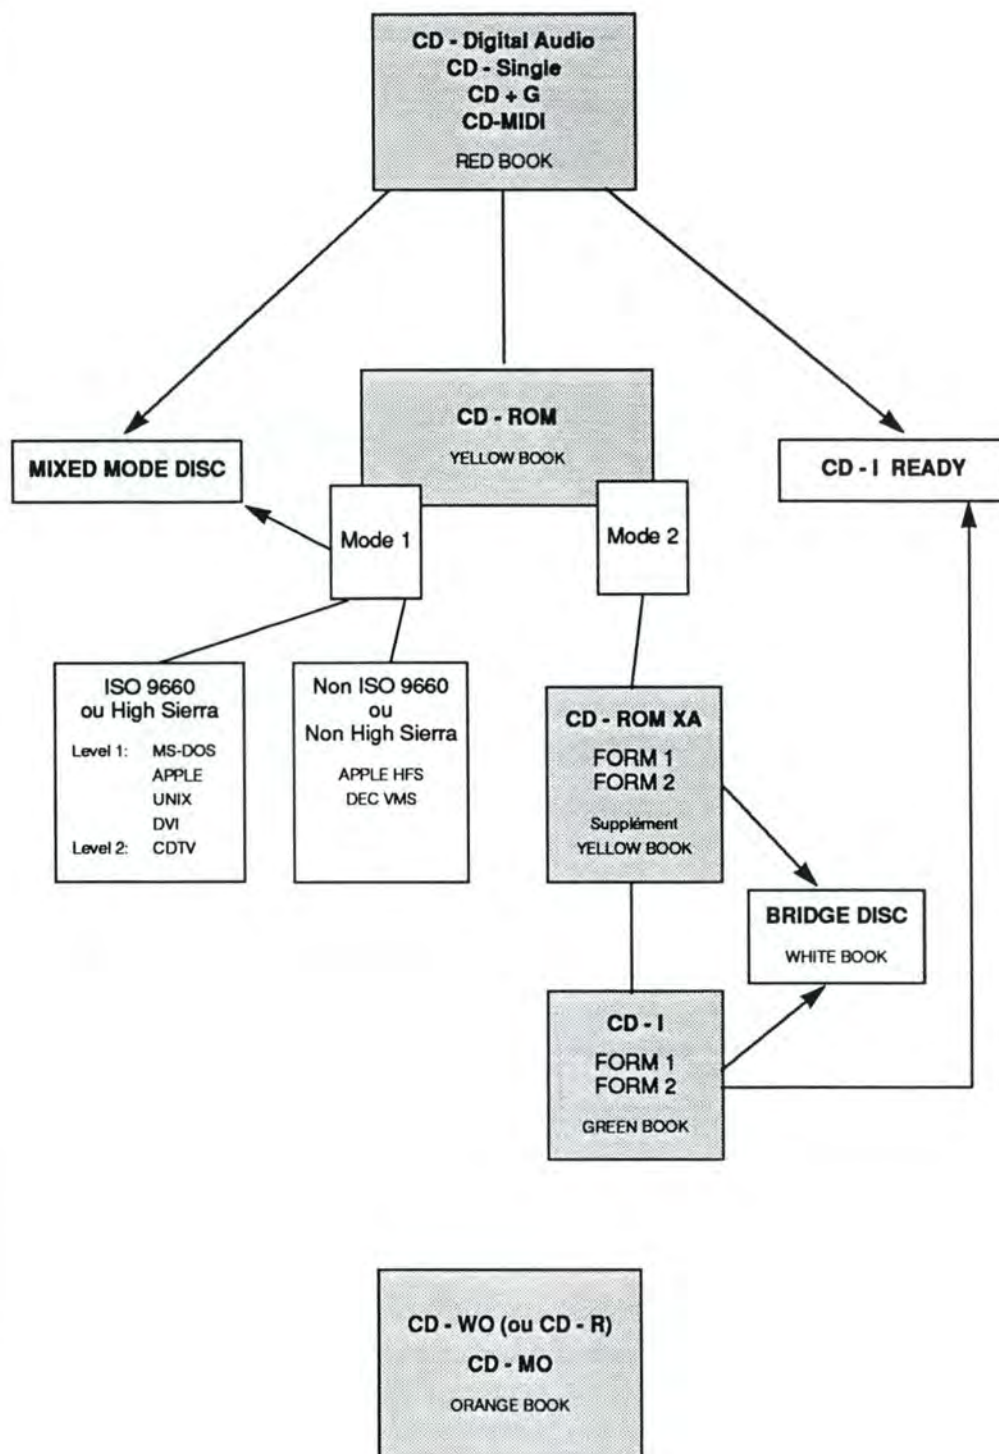 CD - Digital Audio
CD - Single
CD + G
CD-MIDI
RED BOOK
CD - ROM
YELLOW BOOK
MIXED MODE DISC
CD - I READY
Mode 1
Mode 2
ISO 9660
ou High Sierra
Level 1: MS-DOS
APPLE
UNIX
DVI
Level 2: CDTV
Non ISO 9660
ou
Non High Sierra
APPLE HFS
DEC VMS
CD - ROM XA
FORM 1
FORM 2
Supplément
YELLOW BOOK
BRIDGE DISC
WHITE BOOK
CD - I
FORM 1
FORM 2
GREEN BOOK
CD - WO (ou CD - R)
CD - MO
ORANGE BOOK